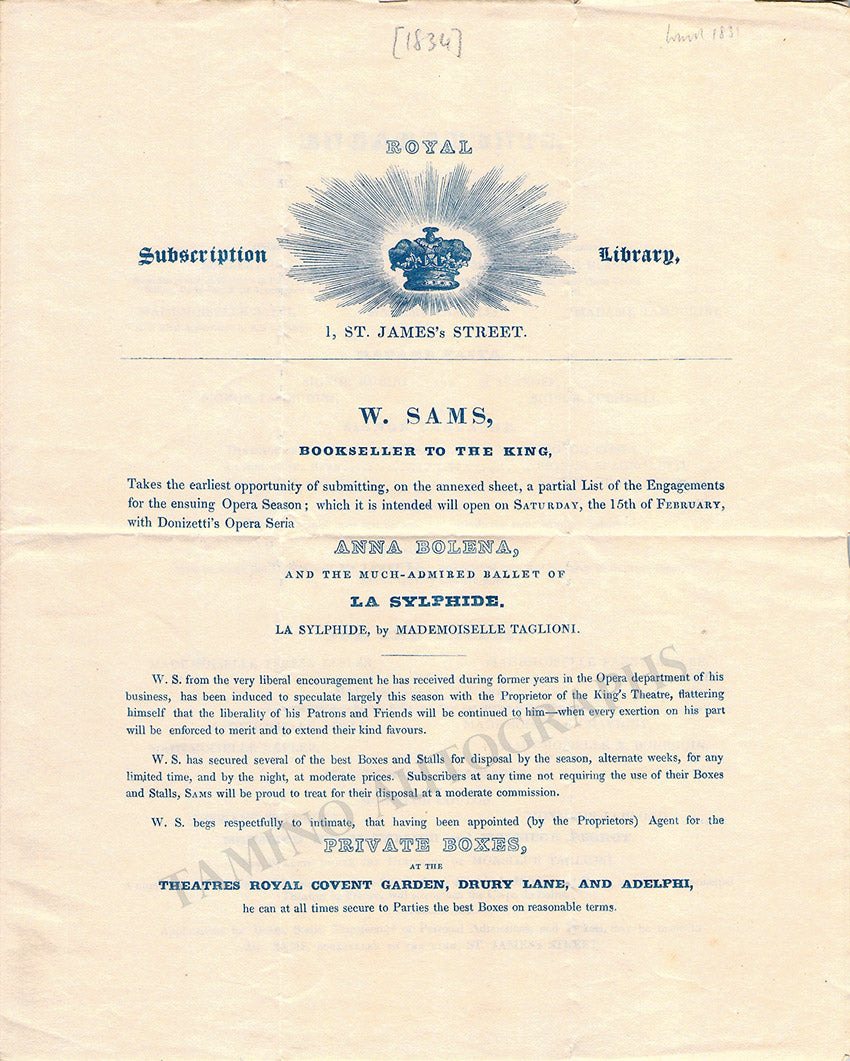 [1834]
1831
ROYAL
Subscription Library,
1, ST. JAMES's STREET.
W. SAMS,
BOOKSELLER TO THE KING,
Takes the earliest opportunity of submitting, on the annexed sheet, a partial List of the Engagements
for the ensuing Opera Season; which it is intended will open on SATURDAY, the 15th of FEBRUARY,
with Donizetti's Opera Seria
ANNA BOLENA,
AND THE MUCH-ADMIRED BALLET OF
LA SYLPHIDE.
LA SYLPHIDE, by MADEMOISELLE TAGLIONI.
W. S. from the very liberal encouragement he has received during former years in the Opera department of his
business, has been induced to speculate largely this season with the Proprietor of the King's Theatre, flattering
himself that the liberality of his Patrons and Friends will be continued to him—when every exertion on his part
will be enforced to merit and to extend their kind favours.
W. S. has secured several of the best Boxes and Stalls for disposal by the season, alternate weeks, for any
limited time, and by the night, at moderate prices. Subscribers at any time not requiring the use of their Boxes
and Stalls, SAMS will be proud to treat for their disposal at a moderate commission.
W. S. begs respectfully to intimate, that having been appointed (by the Proprietors) Agent for the
PRIVATE BOXES,
AT THE
THEATRES ROYAL COVENT GARDEN, DRURY LANE, AND ADELPHI,
he can at all times secure to Parties the best Boxes on reasonable terms.
TAMINO AUTOGRAPHS